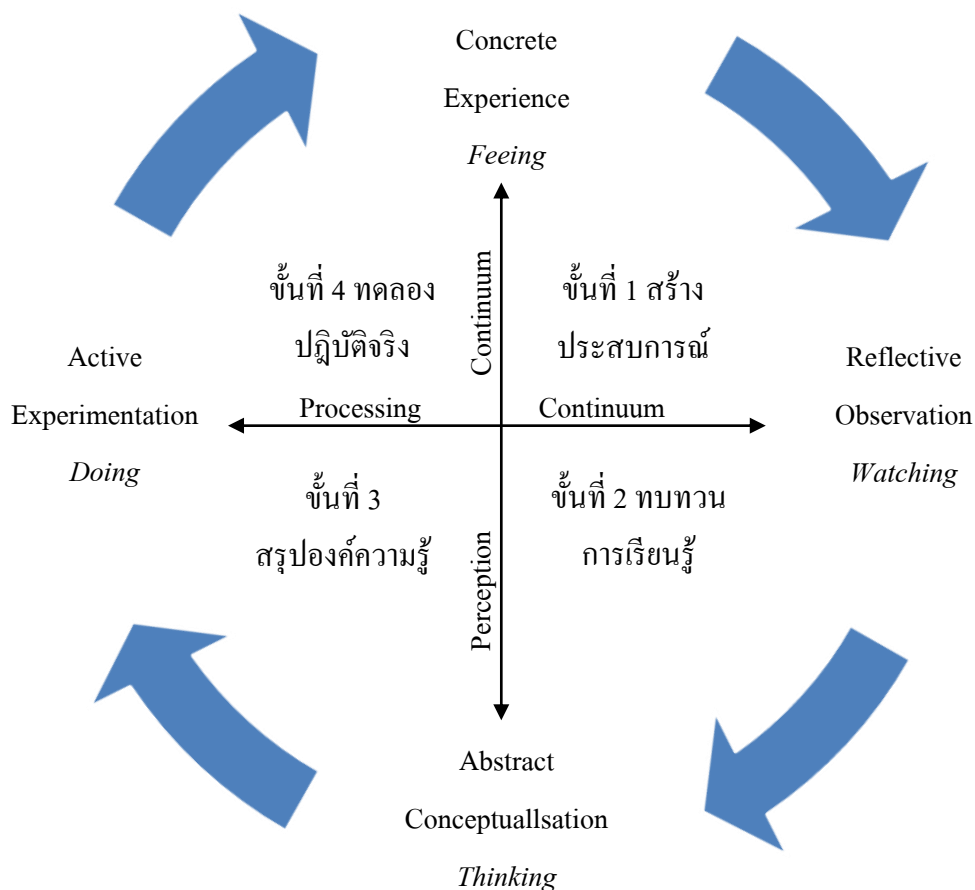 Concrete
Experience
Feeing
ขั้นที่ 4 ทดลอง
ปฏิบัติจริง
Continuum
ขั้นที่ 1 สร้าง
ประสบการณ์
Active
Experimentation
Doing
Processing
Continuum
Reflective
Observation
Watching
ขั้นที่ 3
สรุปองค์ความรู้
Perception
ขั้นที่ 2 ทบทวน
การเรียนรู้
Abstract
Conceptuallsation
Thinking